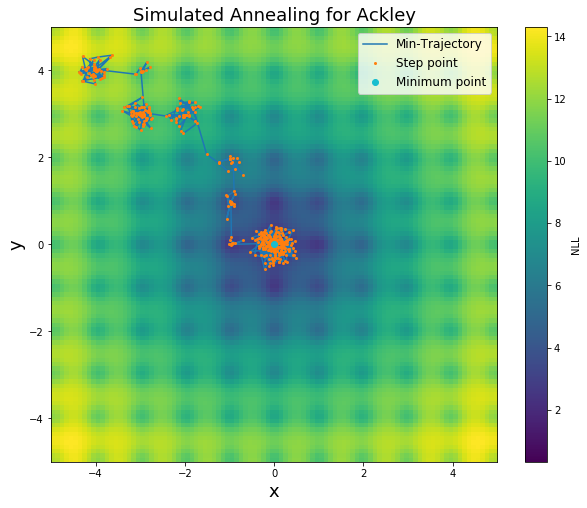 Simulated Annealing for Ackley
Min-Trajectory
Step point
Minimum point
y
4
2
0
−2
−4
−4
−2
0
2
4
x
14
12
10
8
6
4
2
NLL